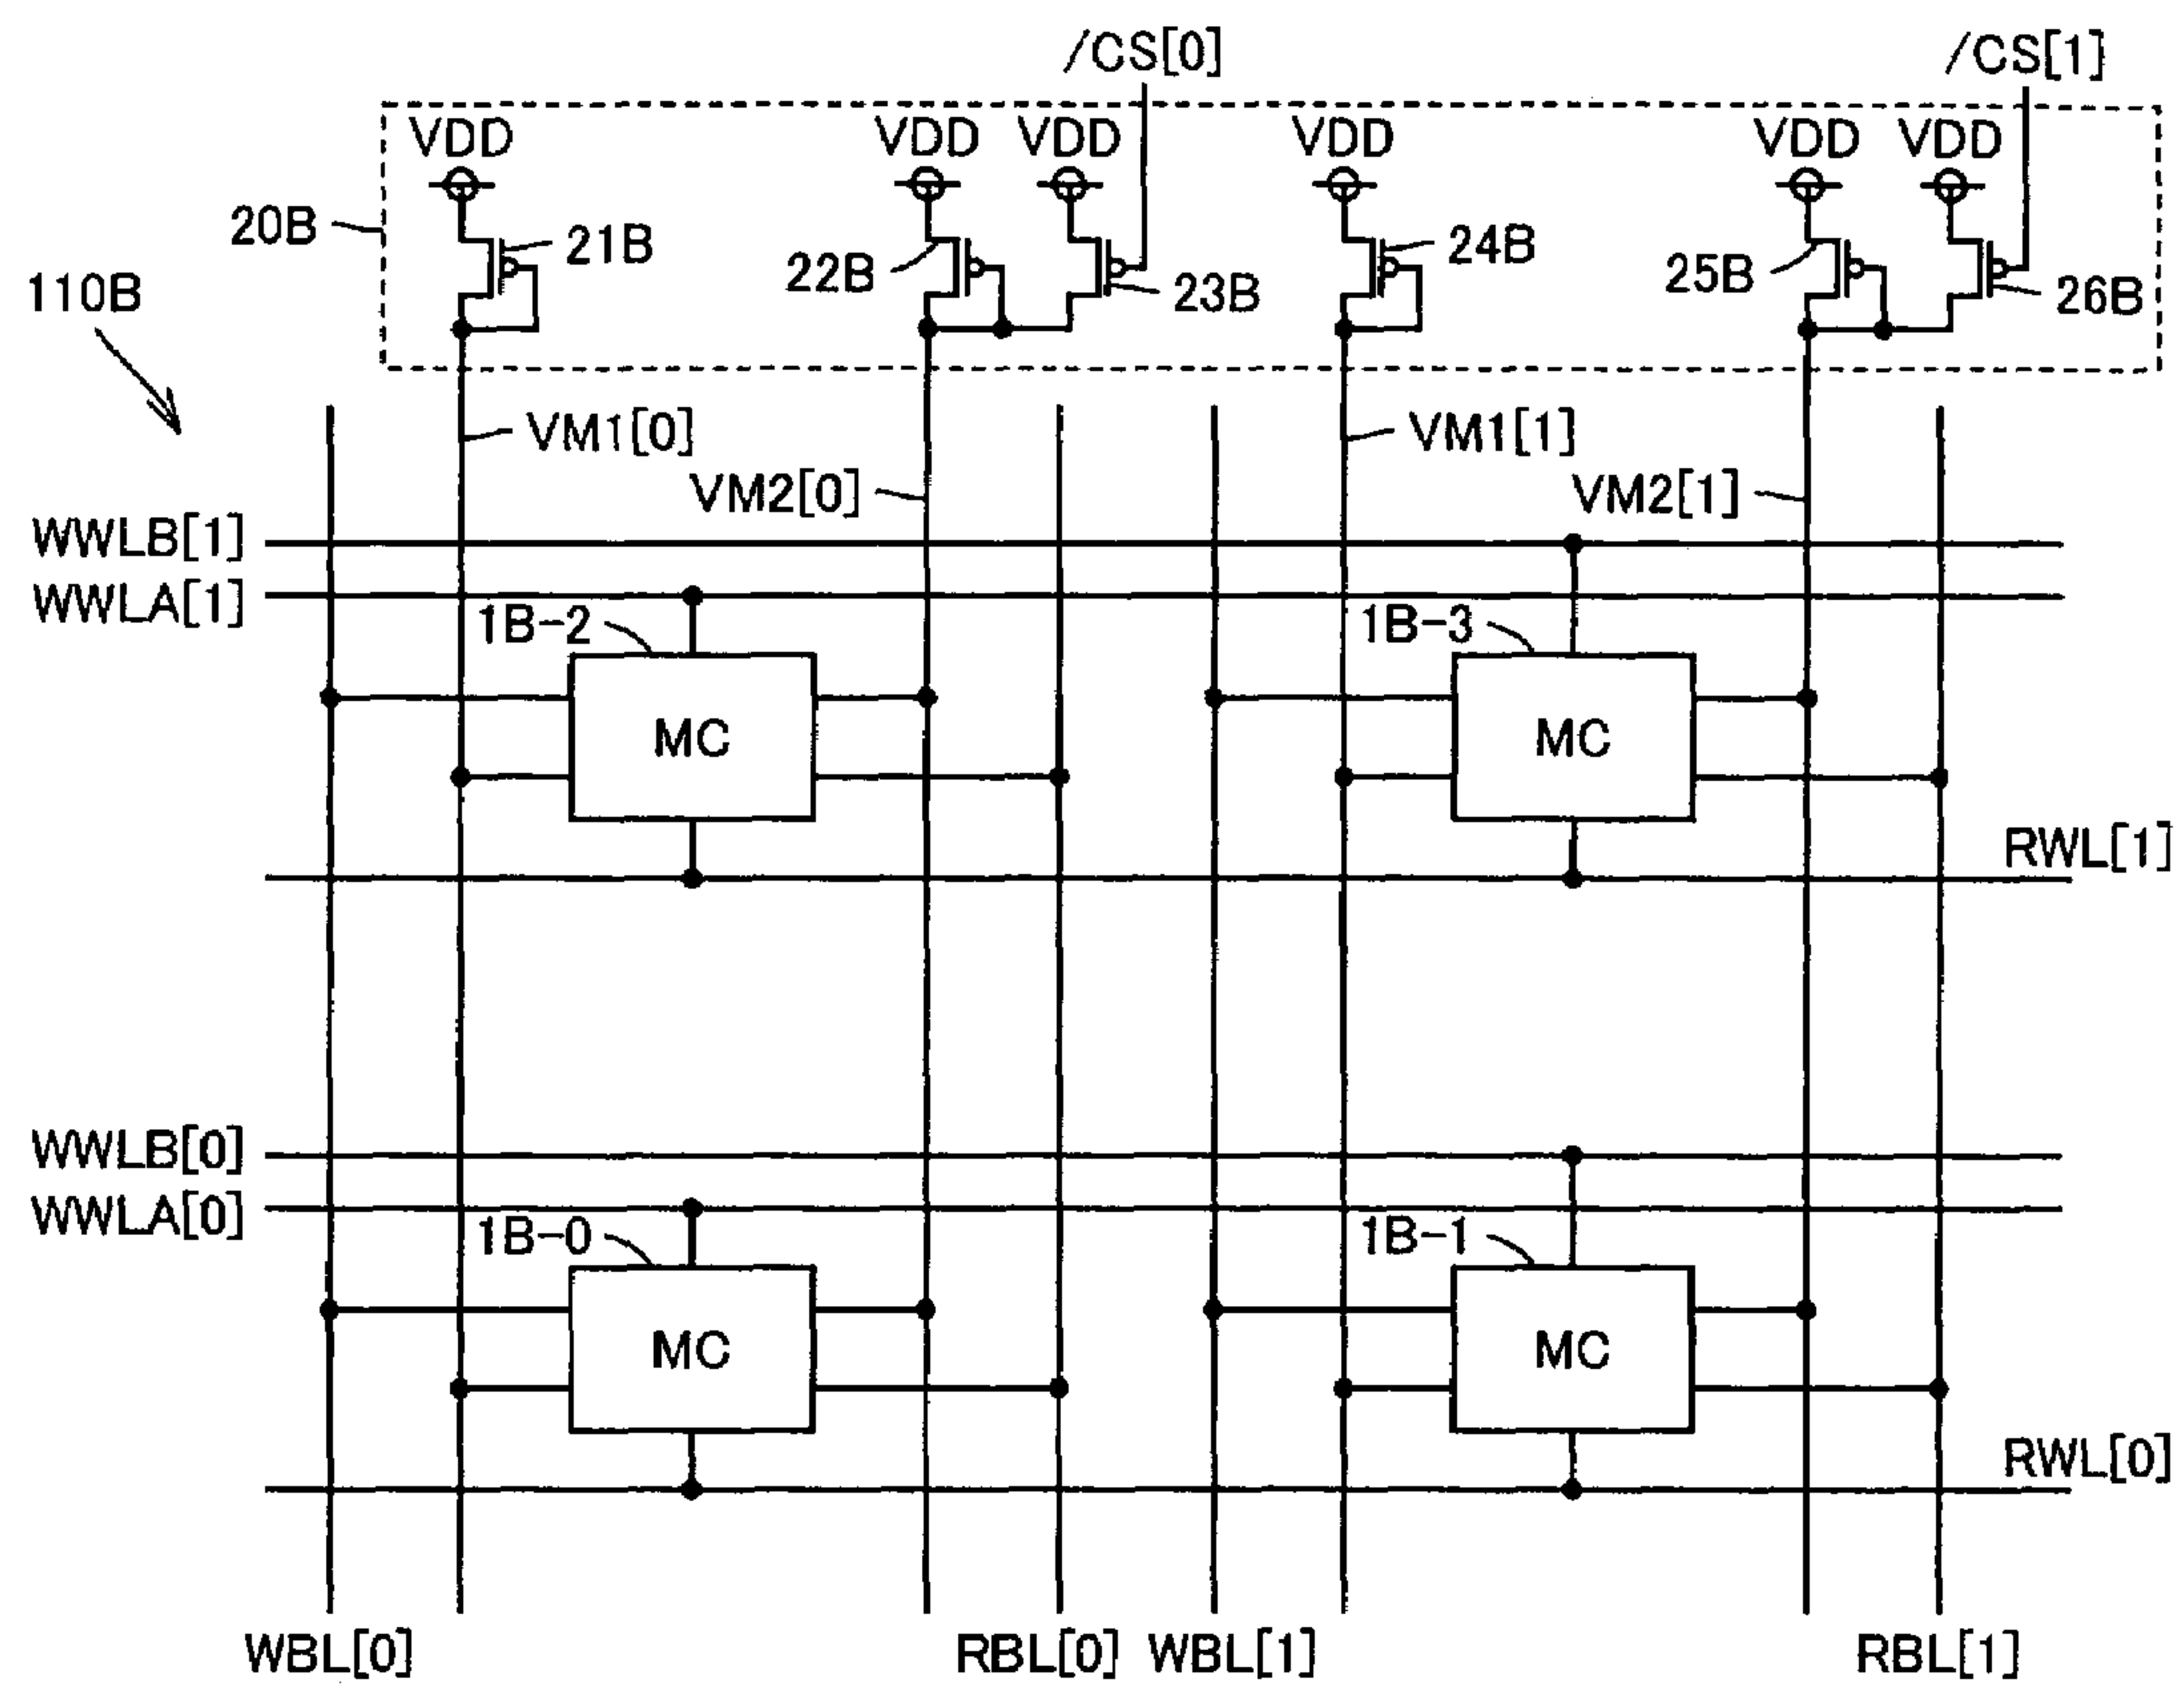 /CS[0]
/CS[1]
VDD
VDD
VDD
VDD
VDD
VDD
20B
21B
22B
23B
24B
25B
26B
110B
VM1[0]
VM1[1]
VM2[0]
VM2[1]
WWLB[1]
WWLA[1]
1B-2
1B-3
MC
MC
RWL[1]
WWLB[0]
WWLA[0]
1B-0
1B-1
MC
MC
RWL[0]
WBL[0]
RBL[0]
WBL[1]
RBL[1]